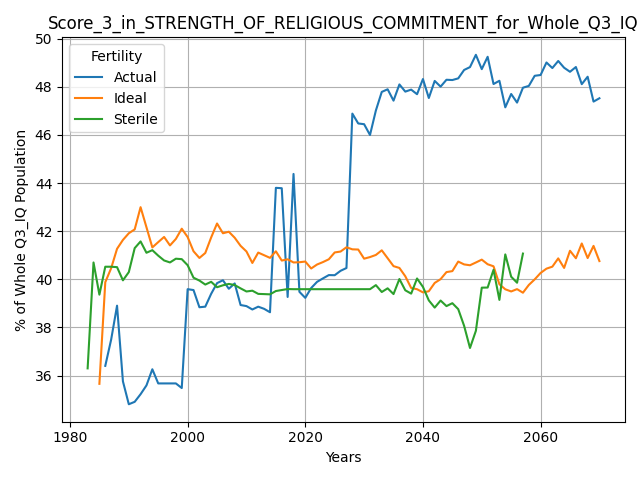 Score_3_in_STRENGTH_OF_RELIGIOUS_COMMITMENT_for_Whole_Q3_IQ
Fertility
Actual
Ideal
Sterile
% of Whole Q3_IQ Population
50
48
46
44
42
40
38
36
1980
2000
2020
2040
2060
Years